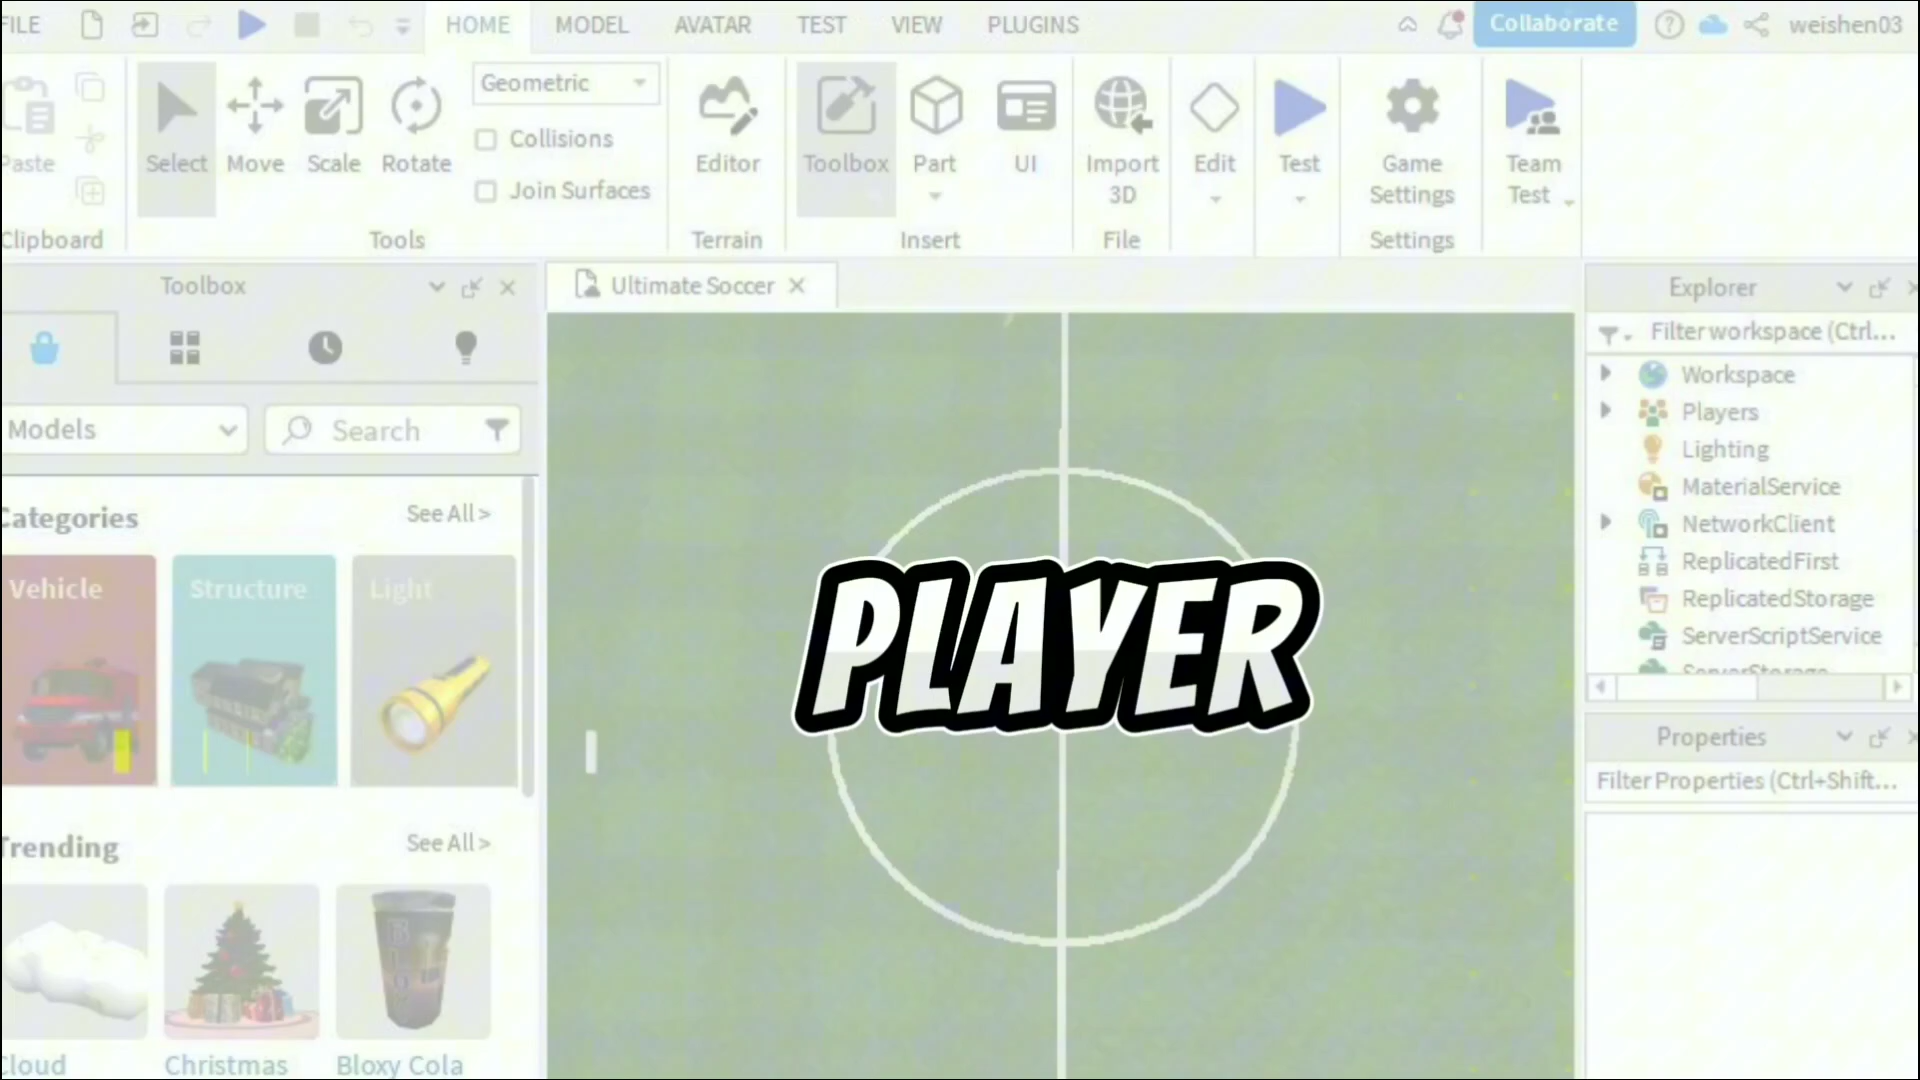 FILE
HOME
MODEL
AVATAR
TEST
VIEW
PLUGINS
Collaborate
weishen03
Paste
Select
Move
Scale
Rotate
Geometric
Collisions
Join Surfaces
Editor
Toolbox
Part
UI
Import
3D
Edit
Test
Game
Settings
Team
Test
Clipboard
Tools
Terrain
Insert
File
Settings
Toolbox
Ultimate Soccer
Explorer
Filter workspace (Ctrl...
Models
Search
Workspace
Players
Lighting
MaterialService
NetworkClient
ReplicatedFirst
ReplicatedStorage
ServerScriptService
ServerStorage
Categories
See All >
Vehicle
Structure
Light
PLAYER
Properties
Filter Properties (Ctrl+Shift...
Trending
See All >
Cloud
Christmas
Bloxy Cola